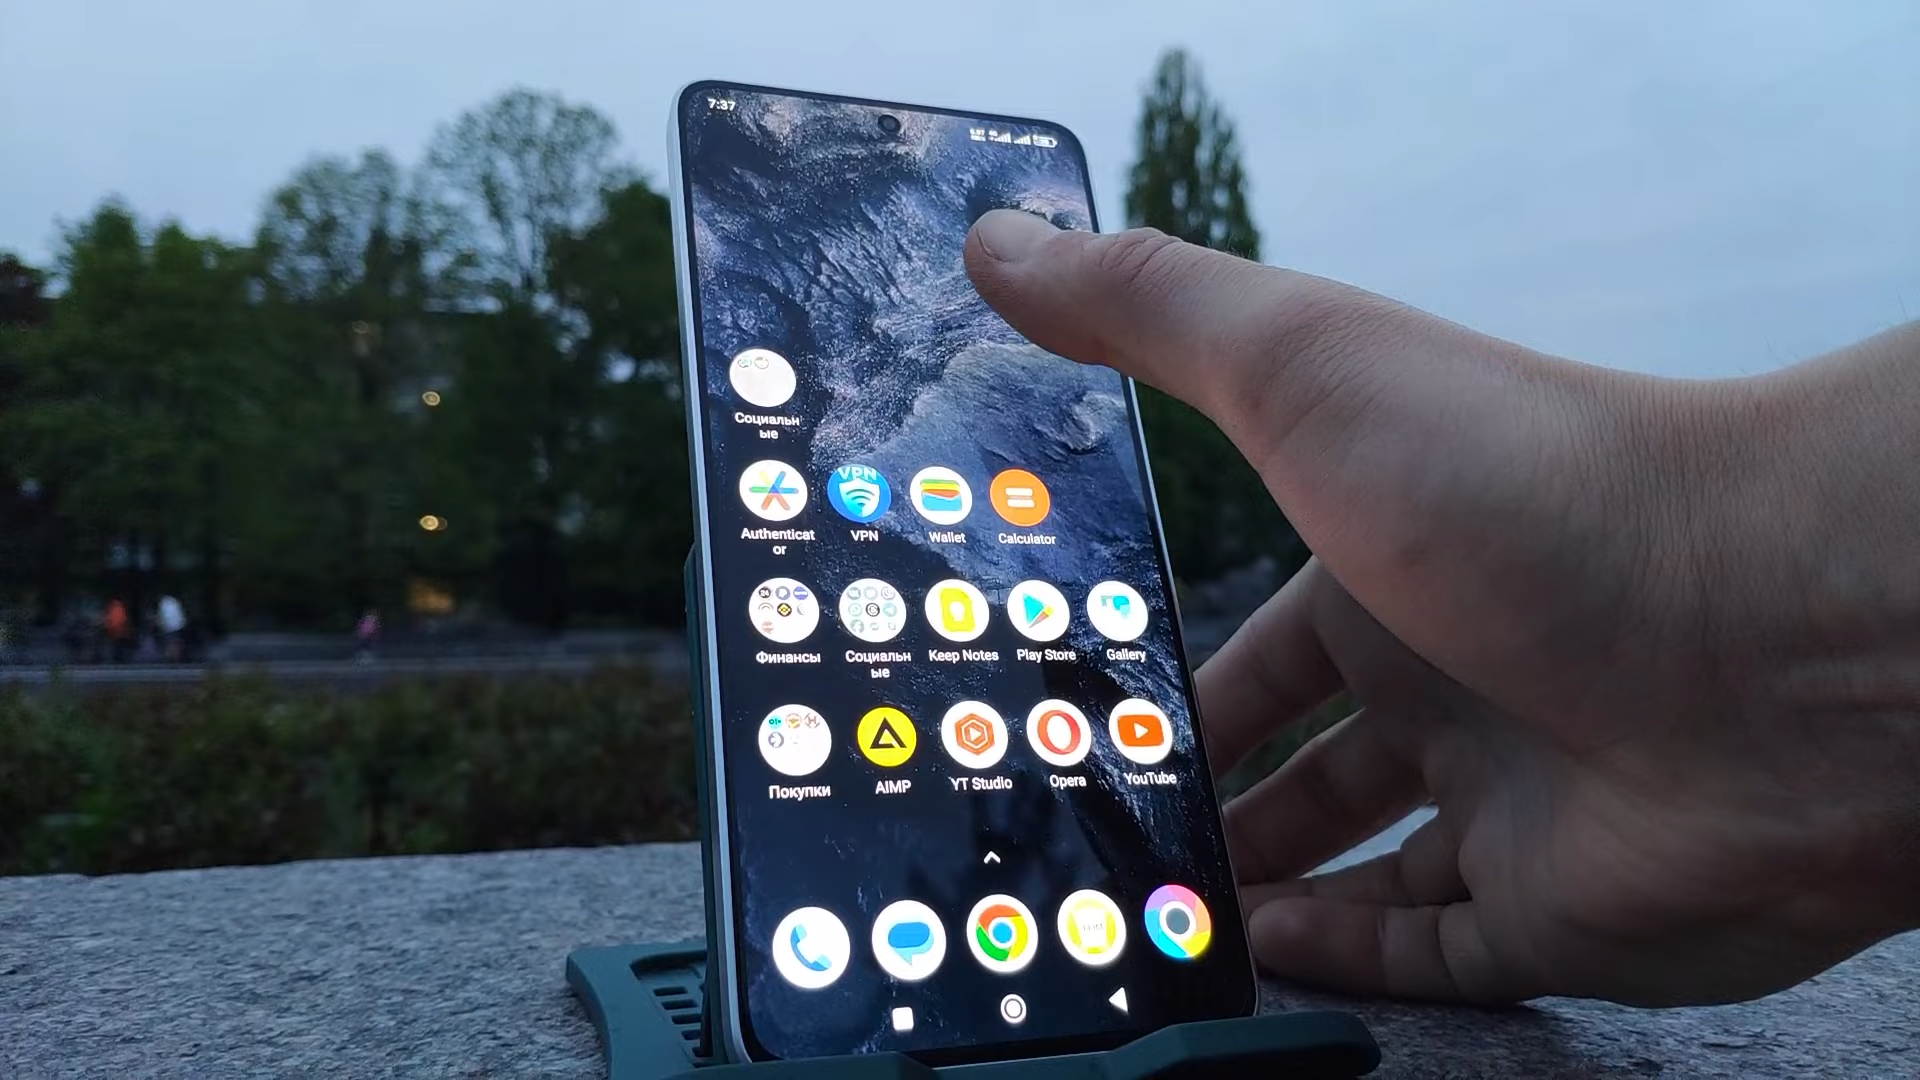 7:37
Социальн
ые
VPN
Authenticat
or
VPN
Wallet
Calculator
Финансы
Социальн
ые
Keep Notes
Play Store
Gallery
Покупки
AIMP
YT Studio
Opera
YouTube